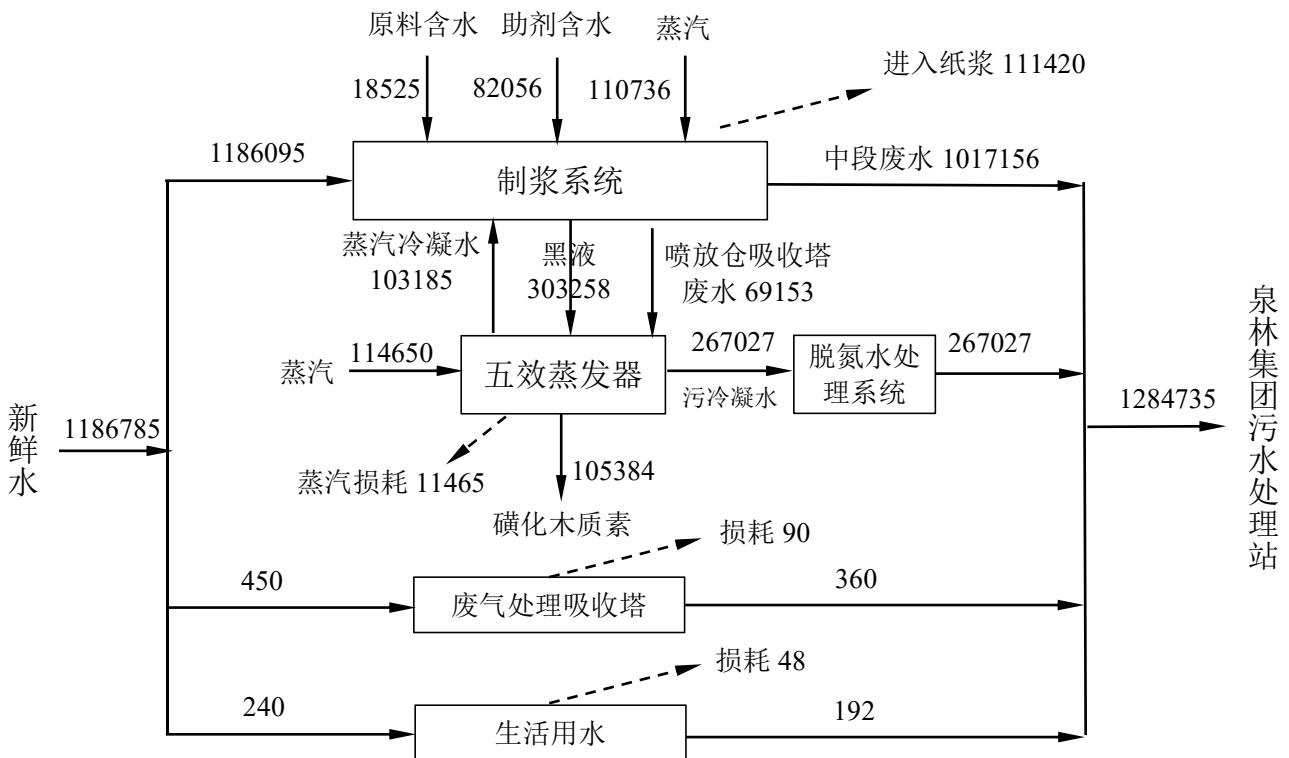 原料含水
助剂含水
蒸汽
进入纸浆 111420
18525
82056
110736
1186095
制浆系统
中段废水 1017156
蒸汽冷凝水
103185
黑液
303258
喷放仓吸收塔
废水 69153
蒸汽
114650
五效蒸发器
267027
污冷凝水
脱氮水处
理系统
267027
新鲜水
1186785
1284735
泉林集团污水处理站
蒸汽损耗 11465
105384
磺化木质素
损耗 90
450
废气处理吸收塔
360
损耗 48
240
生活用水
192